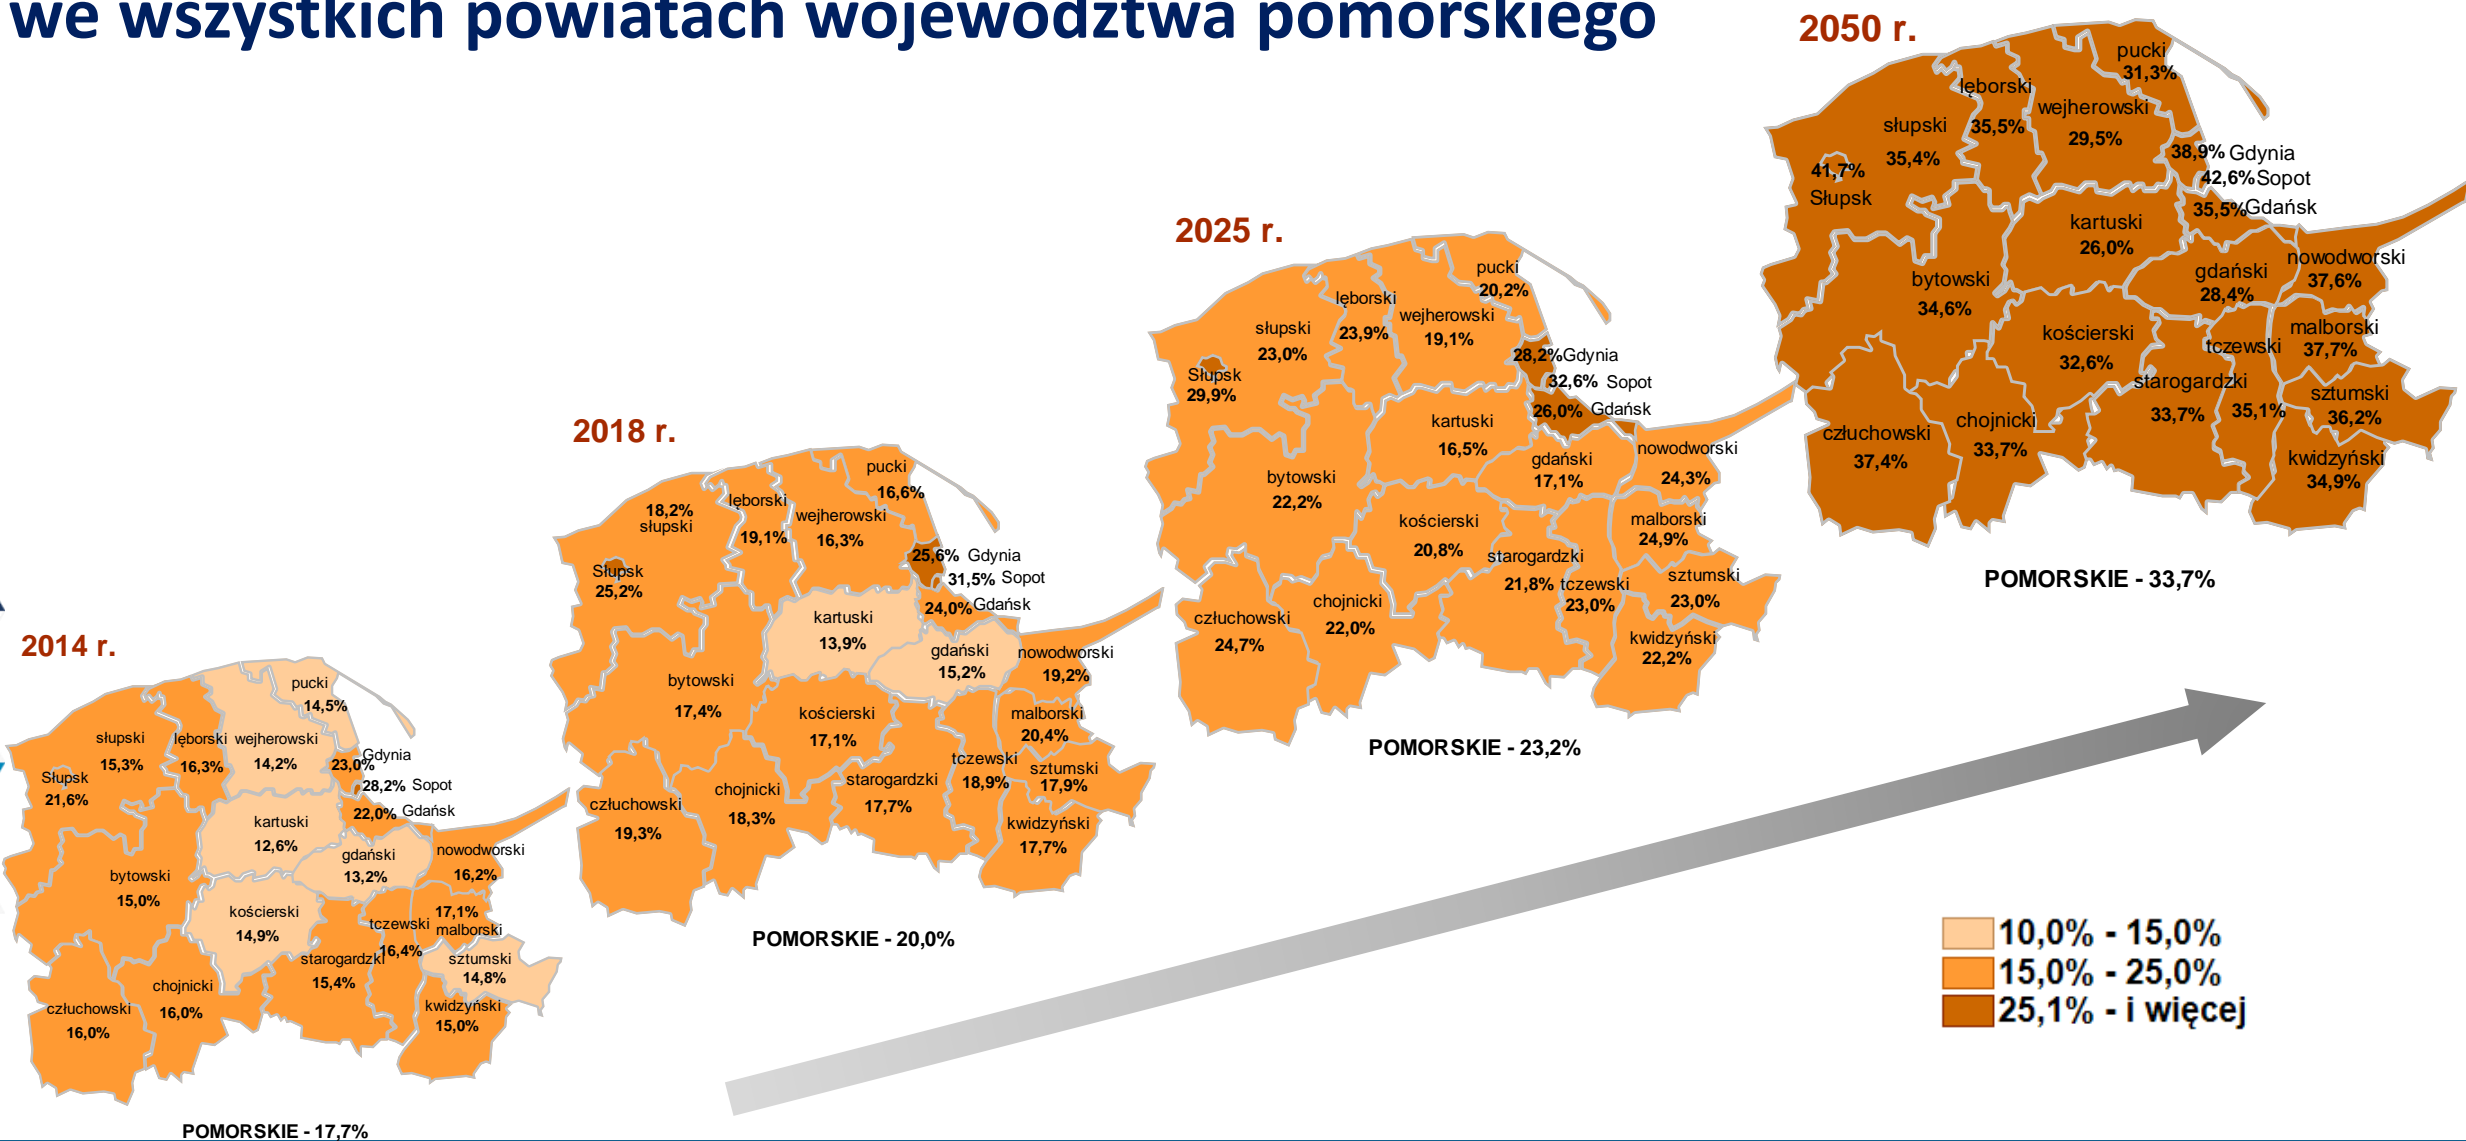 we wszystkich powiatach województwa pomorskiego
2014 r.
pucki
14,5%
słupski
15,3%
lęborski
16,3%
wejherowski
14,2%
Gdynia
23,0%
Słupsk
21,6%
28,2% Sopot
22,0% Gdańsk
kartuski
12,6%
gdański
13,2%
nowodworski
16,2%
bytowski
15,0%
kościerski
14,9%
tczewski
16,4%
17,1%
malborski
starogardzki
15,4%
sztumski
14,8%
chojnicki
16,0%
człuchowski
16,0%
kwidzyński
15,0%
POMORSKIE - 17,7%
2018 r.
pucki
16,6%
18,2%
słupski
lęborski
19,1%
wejherowski
16,3%
25,6% Gdynia
Słupsk
25,2%
31,5% Sopot
24,0% Gdańsk
kartuski
13,9%
gdański
15,2%
nowodworski
19,2%
bytowski
17,4%
kościerski
17,1%
malborski
20,4%
tczewski
18,9%
sztumski
17,9%
starogardzki
17,7%
chojnicki
18,3%
człuchowski
19,3%
kwidzyński
17,7%
POMORSKIE - 20,0%
2025 r.
pucki
20,2%
lęborski
23,9%
wejherowski
19,1%
słupski
23,0%
28,2% Gdynia
Słupsk
29,9%
32,6% Sopot
26,0% Gdańsk
kartuski
16,5%
gdański
17,1%
nowodworski
24,3%
bytowski
22,2%
kościerski
20,8%
malborski
24,9%
starogardzki
21,8%
tczewski
23,0%
sztumski
23,0%
chojnicki
22,0%
człuchowski
24,7%
kwidzyński
22,2%
POMORSKIE - 23,2%
2050 r.
pucki
31,3%
lęborski
35,5%
wejherowski
29,5%
słupski
35,4%
38,9% Gdynia
41,7%
Słupsk
42,6% Sopot
35,5% Gdańsk
kartuski
26,0%
gdański
28,4%
nowodworski
37,6%
bytowski
34,6%
kościerski
32,6%
malborski
37,7%
tczewski
35,1%
starogardzki
33,7%
sztumski
36,2%
człuchowski
37,4%
chojnicki
33,7%
kwidzyński
34,9%
POMORSKIE - 33,7%
10,0% - 15,0%
15,0% - 25,0%
25,1% - i więcej